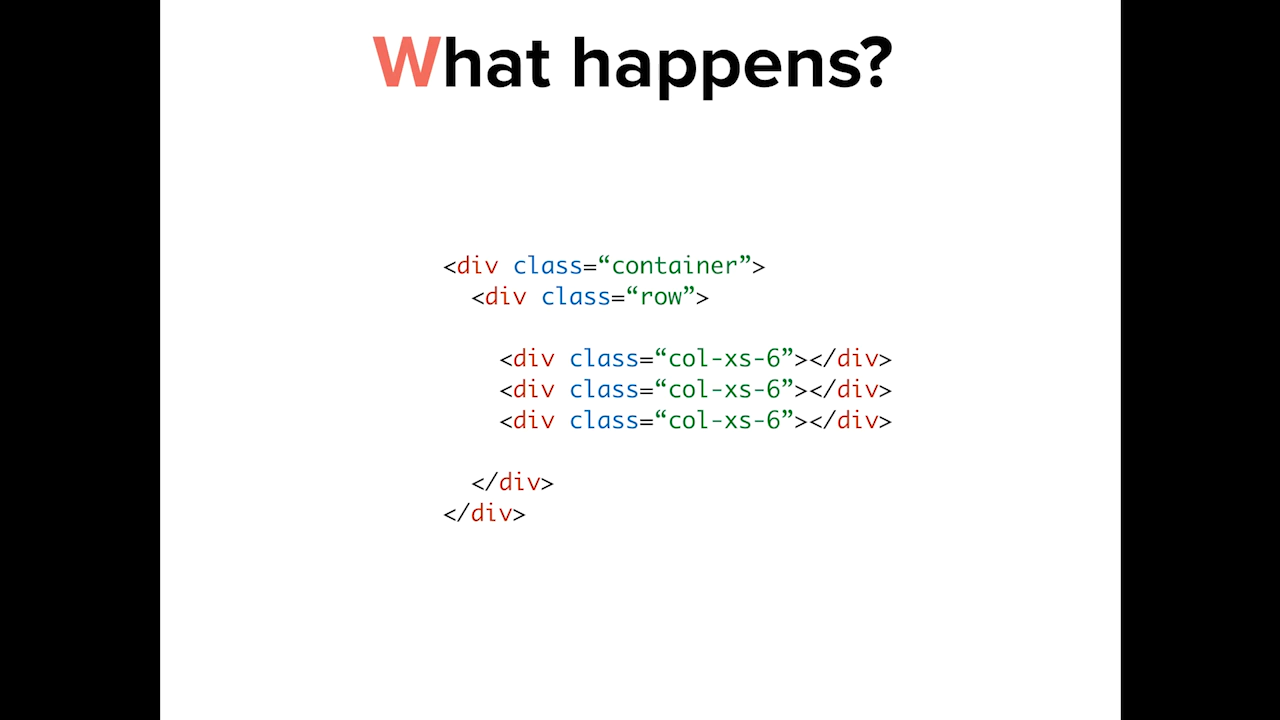 What happens?
<div class=“container”>
<div class=“row”>
<div class=“col-xs-6”></div>
<div class=“col-xs-6”></div>
<div class=“col-xs-6”></div>
</div>
</div>